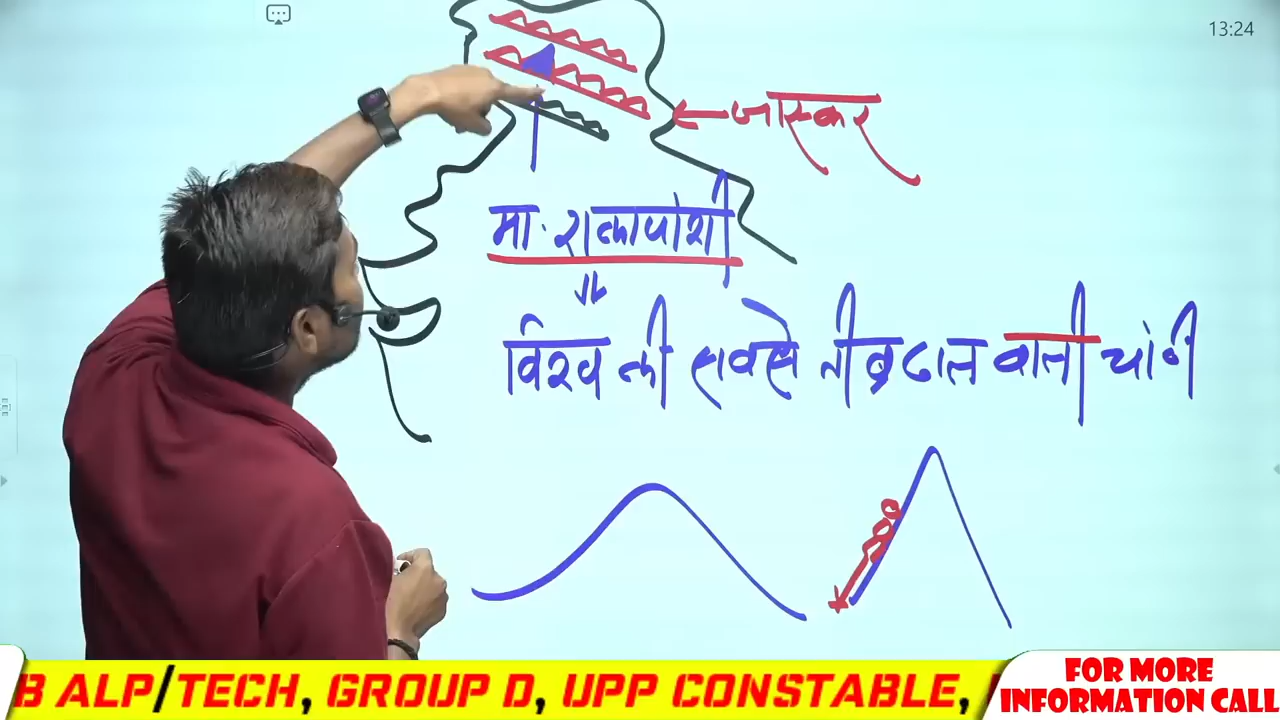 13:24
जास्कर
मा. राकापोशी
विश्व की सबसे तीव्र ढाल वाली चोटी
B ALP/TECH, GROUP D, UPP CONSTABLE,
FOR MORE
INFORMATION CALL